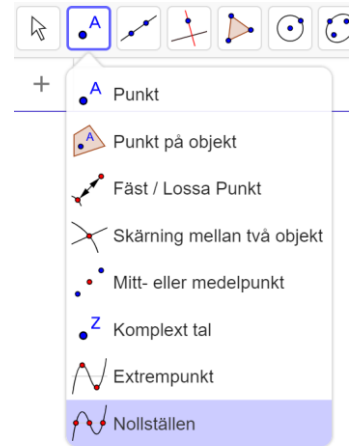 A
A
Punkt
A
Punkt på objekt
Fäst / Lossa Punkt
Skärning mellan två objekt
Mitt- eller medelpunkt
Z
Komplext tal
Extrempunkt
Nollställen